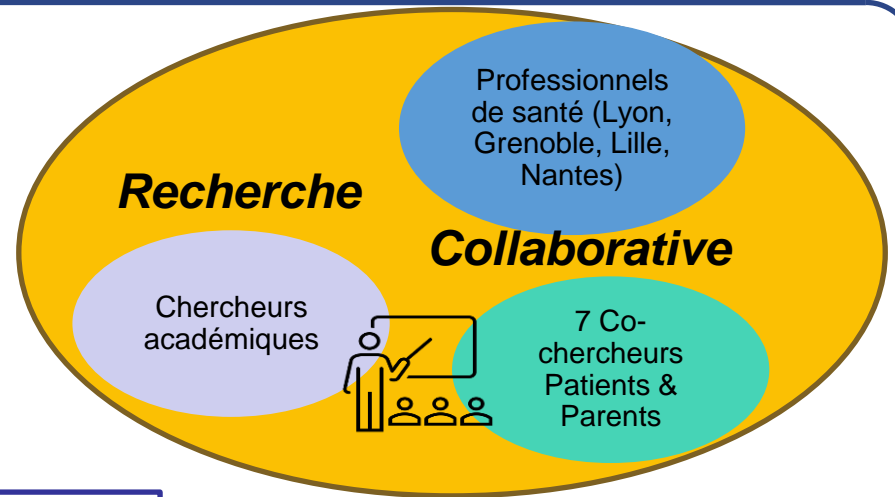 Professionnels
de santé (Lyon,
Grenoble, Lille,
Nantes)
Recherche
Collaborative
Chercheurs
académiques
7 Co-
chercheurs
Patients &
Parents